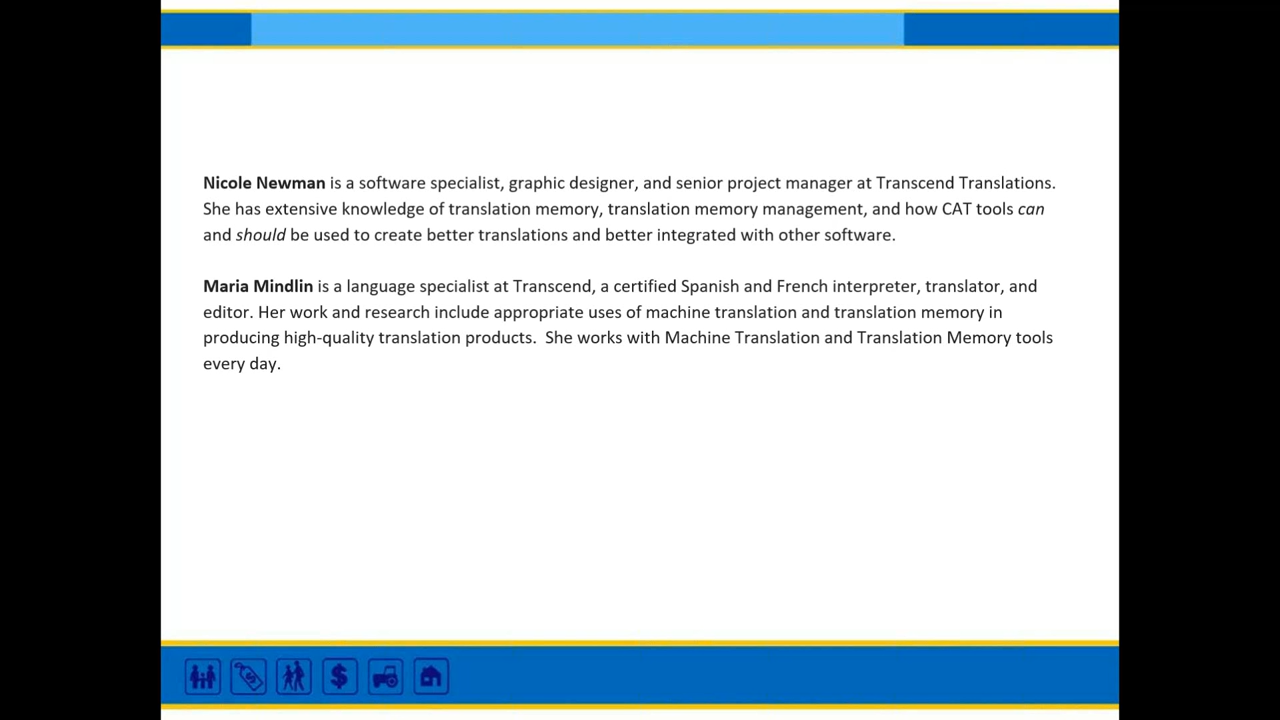 Nicole Newman is a software specialist, graphic designer, and senior project manager at Transcend Translations.
She has extensive knowledge of translation memory, translation memory management, and how CAT tools can
and should be used to create better translations and better integrated with other software.
Maria Mindlin is a language specialist at Transcend, a certified Spanish and French interpreter, translator, and
editor. Her work and research include appropriate uses of machine translation and translation memory in
producing high-quality translation products.  She works with Machine Translation and Translation Memory tools
every day.
$